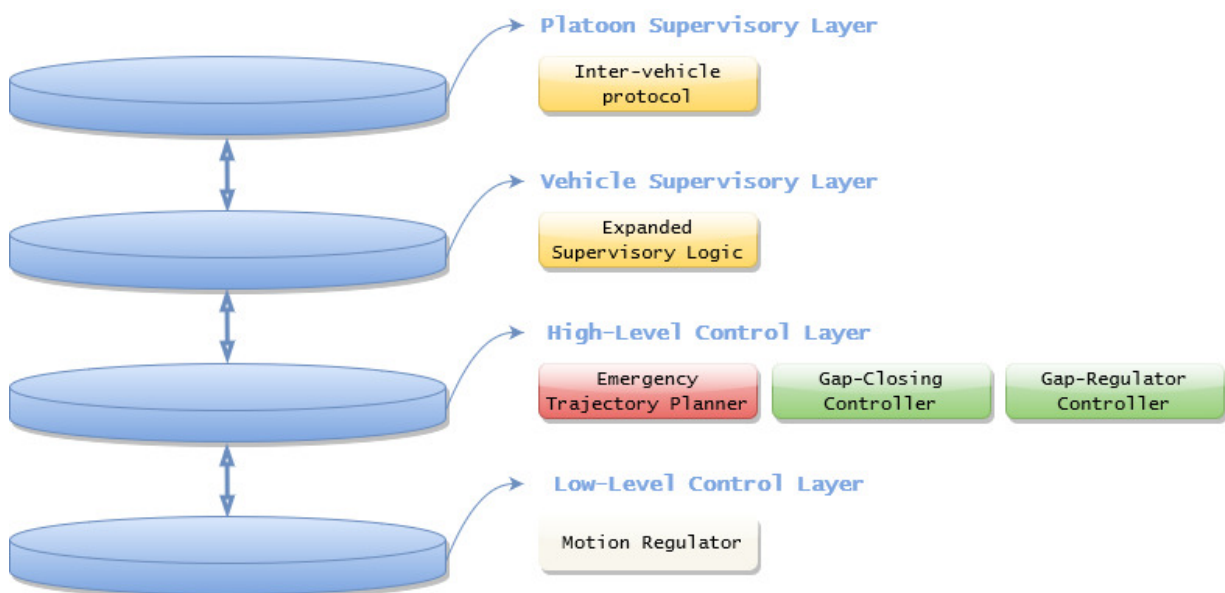 Platoon Supervisory Layer
Inter-vehicle
protocol
Vehicle Supervisory Layer
Expanded
Supervisory Logic
High-Level Control Layer
Emergency
Trajectory Planner
Gap-Closing
Controller
Gap-Regulator
Controller
Low-Level Control Layer
Motion Regulator